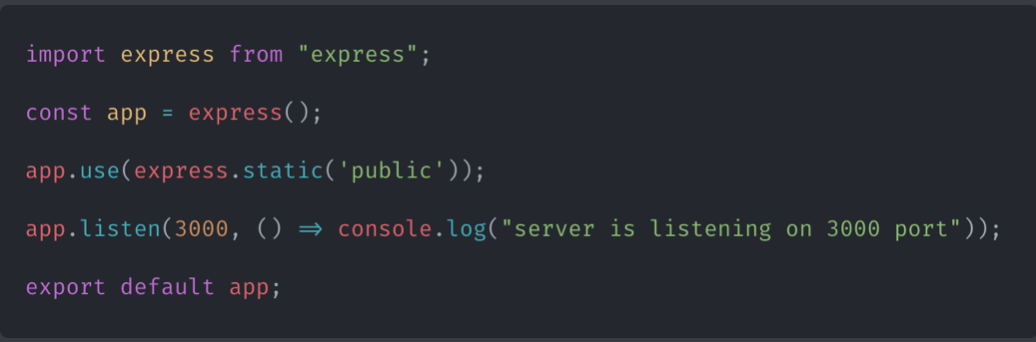 import express from "express";
const app = express();
app.use(express.static('public'));
app.listen(3000, () => console.log("server is listening on 3000 port"));
export default app;